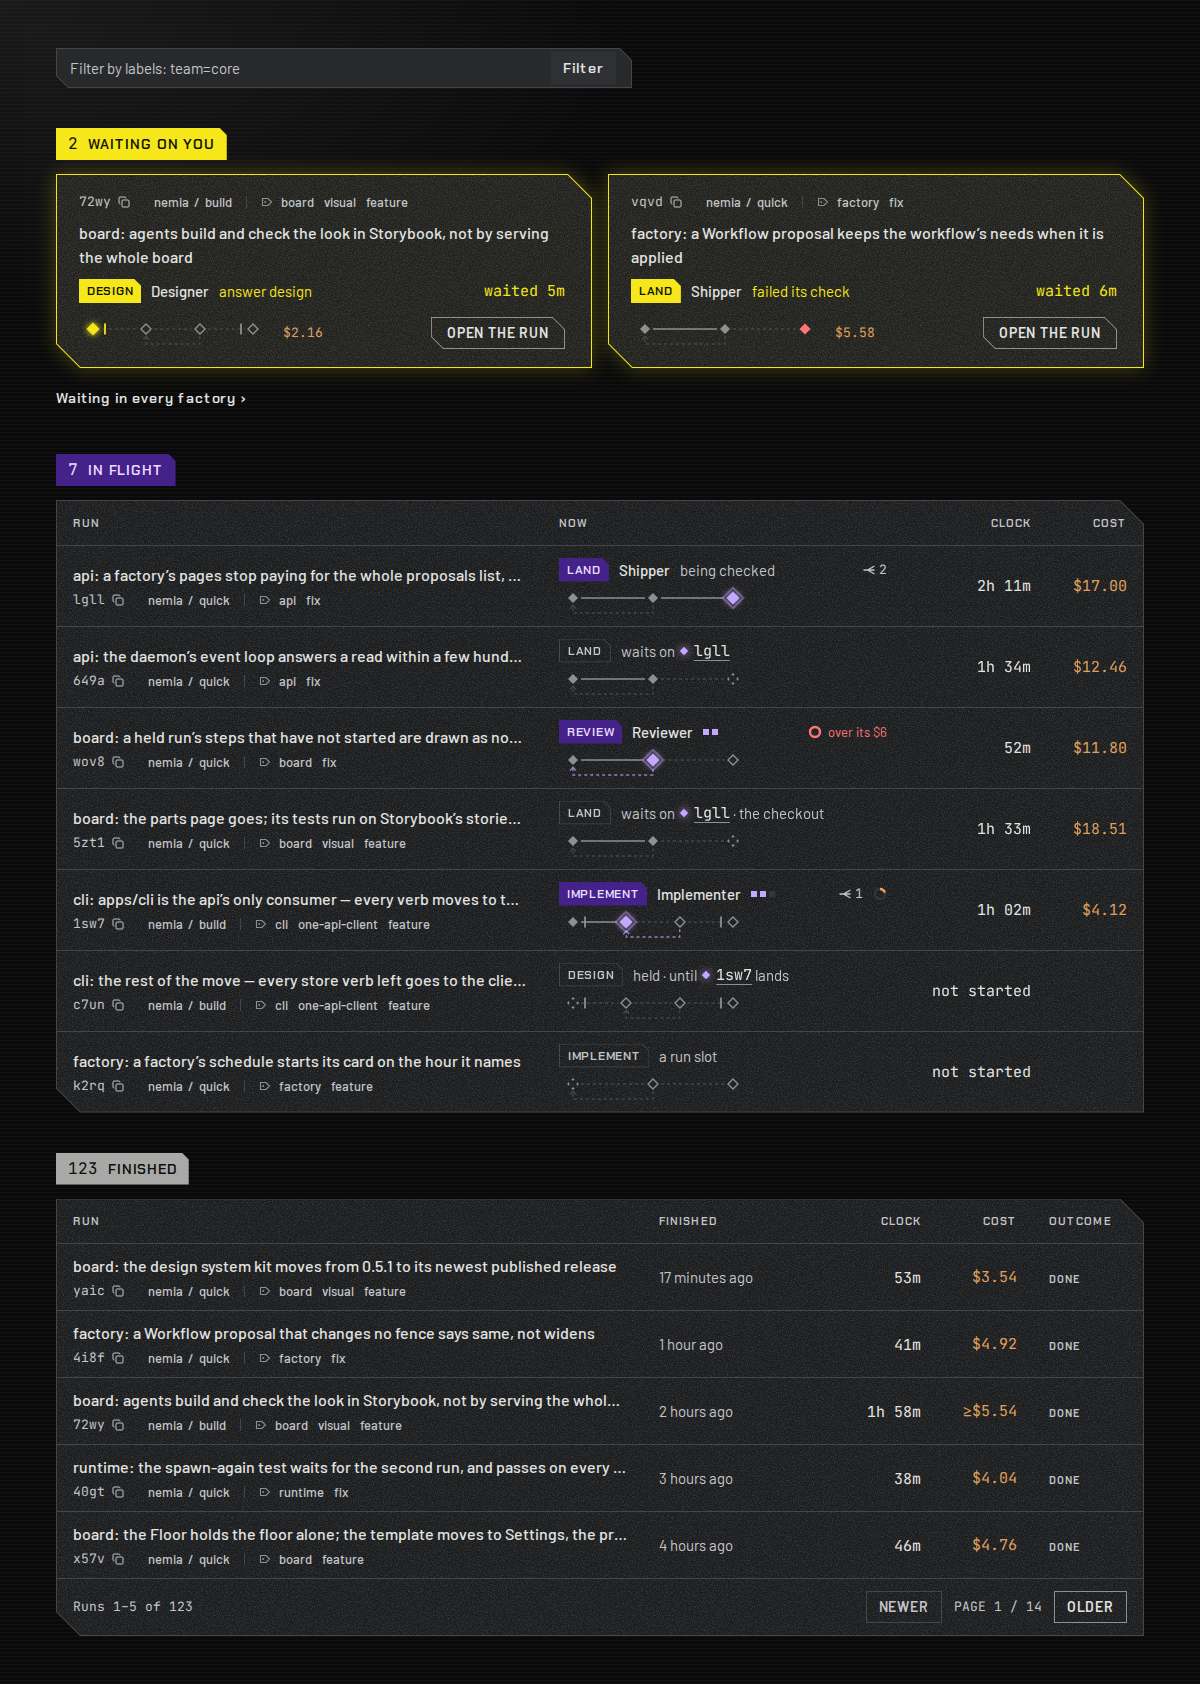 Filter by labels: team=core
Filter
2 WAITING ON YOU
72wy nemla / build board visual feature
board: agents build and check the look in Storybook, not by serving
the whole board
DESIGN Designer answer design waited 5m
$2.16 OPEN THE RUN
vqvd nemla / quick factory fix
factory: a Workflow proposal keeps the workflow’s needs when it is
applied
LAND Shipper failed its check waited 6m
$5.58 OPEN THE RUN
Waiting in every factory ›
7 IN FLIGHT
RUN NOW CLOCK COST
api: a factory’s pages stop paying for the whole proposals list, ...
lgll nemla / quick api fix
LAND Shipper being checked 2
2h 11m $17.00
api: the daemon’s event loop answers a read within a few hund...
649a nemla / quick api fix
LAND waits on lgll
1h 34m $12.46
board: a held run’s steps that have not started are drawn as no...
wov8 nemla / quick board fix
REVIEW Reviewer over its $6
52m $11.80
board: the parts page goes; its tests run on Storybook’s storie...
5zt1 nemla / quick board visual feature
LAND waits on lgll · the checkout
1h 33m $18.51
cli: apps/cli is the api’s only consumer — every verb moves to t...
1sw7 nemla / build cli one-api-client feature
IMPLEMENT Implementer 1
1h 02m $4.12
cli: the rest of the move — every store verb left goes to the clie...
c7un nemla / build cli one-api-client feature
DESIGN held · until 1sw7 lands
not started
factory: a factory’s schedule starts its card on the hour it names
k2rq nemla / quick factory feature
IMPLEMENT a run slot
not started
123 FINISHED
RUN FINISHED CLOCK COST OUTCOME
board: the design system kit moves from 0.5.1 to its newest published release
yaic nemla / quick board visual feature
17 minutes ago 53m $3.54 DONE
factory: a Workflow proposal that changes no fence says same, not widens
4i8f nemla / quick factory fix
1 hour ago 41m $4.92 DONE
board: agents build and check the look in Storybook, not by serving the whol...
72wy nemla / build board visual feature
2 hours ago 1h 58m ≥$5.54 DONE
runtime: the spawn-again test waits for the second run, and passes on every ...
40gt nemla / quick runtime fix
3 hours ago 38m $4.04 DONE
board: the Floor holds the floor alone; the template moves to Settings, the pr...
x57v nemla / quick board feature
4 hours ago 46m $4.76 DONE
Runs 1–5 of 123 NEWER PAGE 1 / 14 OLDER